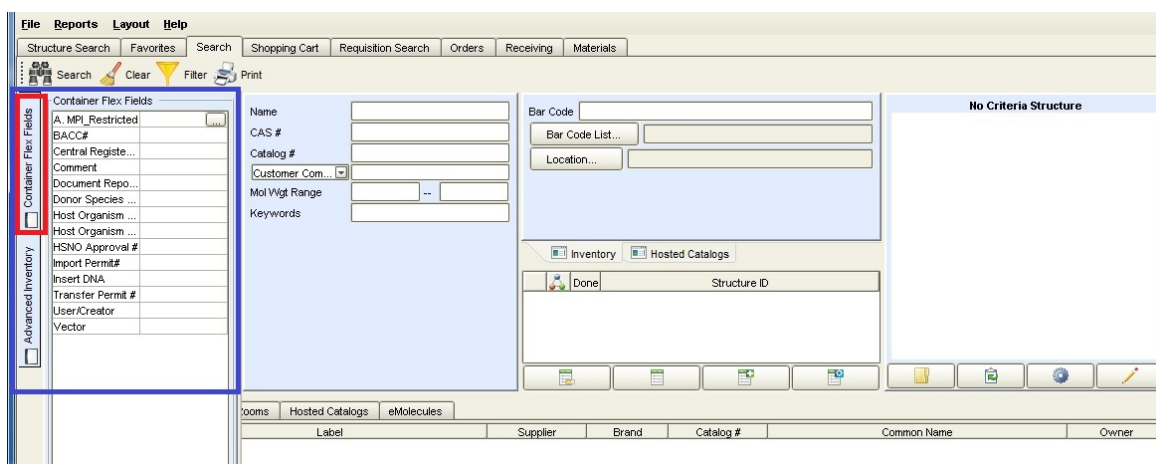 File Reports Layout Help
Structure Search Favorites Search Shopping Cart Requisition Search Orders Receiving Materials
Search Clear Filter Print
Container Flex Fields
Advanced Inventory
Container Flex Fields
A. MPI_Restricted ...
BACC#
Central Registe...
Comment
Document Repo...
Donor Species ...
Host Organism ...
Host Organism ...
HSNO Approval #
Import Permit#
Insert DNA
Transfer Permit #
User/Creator
Vector
Name
CAS #
Catalog #
Customer Com...
Mol Wgt Range --
Keywords
Bar Code
Bar Code List...
Location...
Inventory Hosted Catalogs
Done Structure ID
No Criteria Structure
Hosted Catalogs eMolecules
Label Supplier Brand Catalog # Common Name Owner